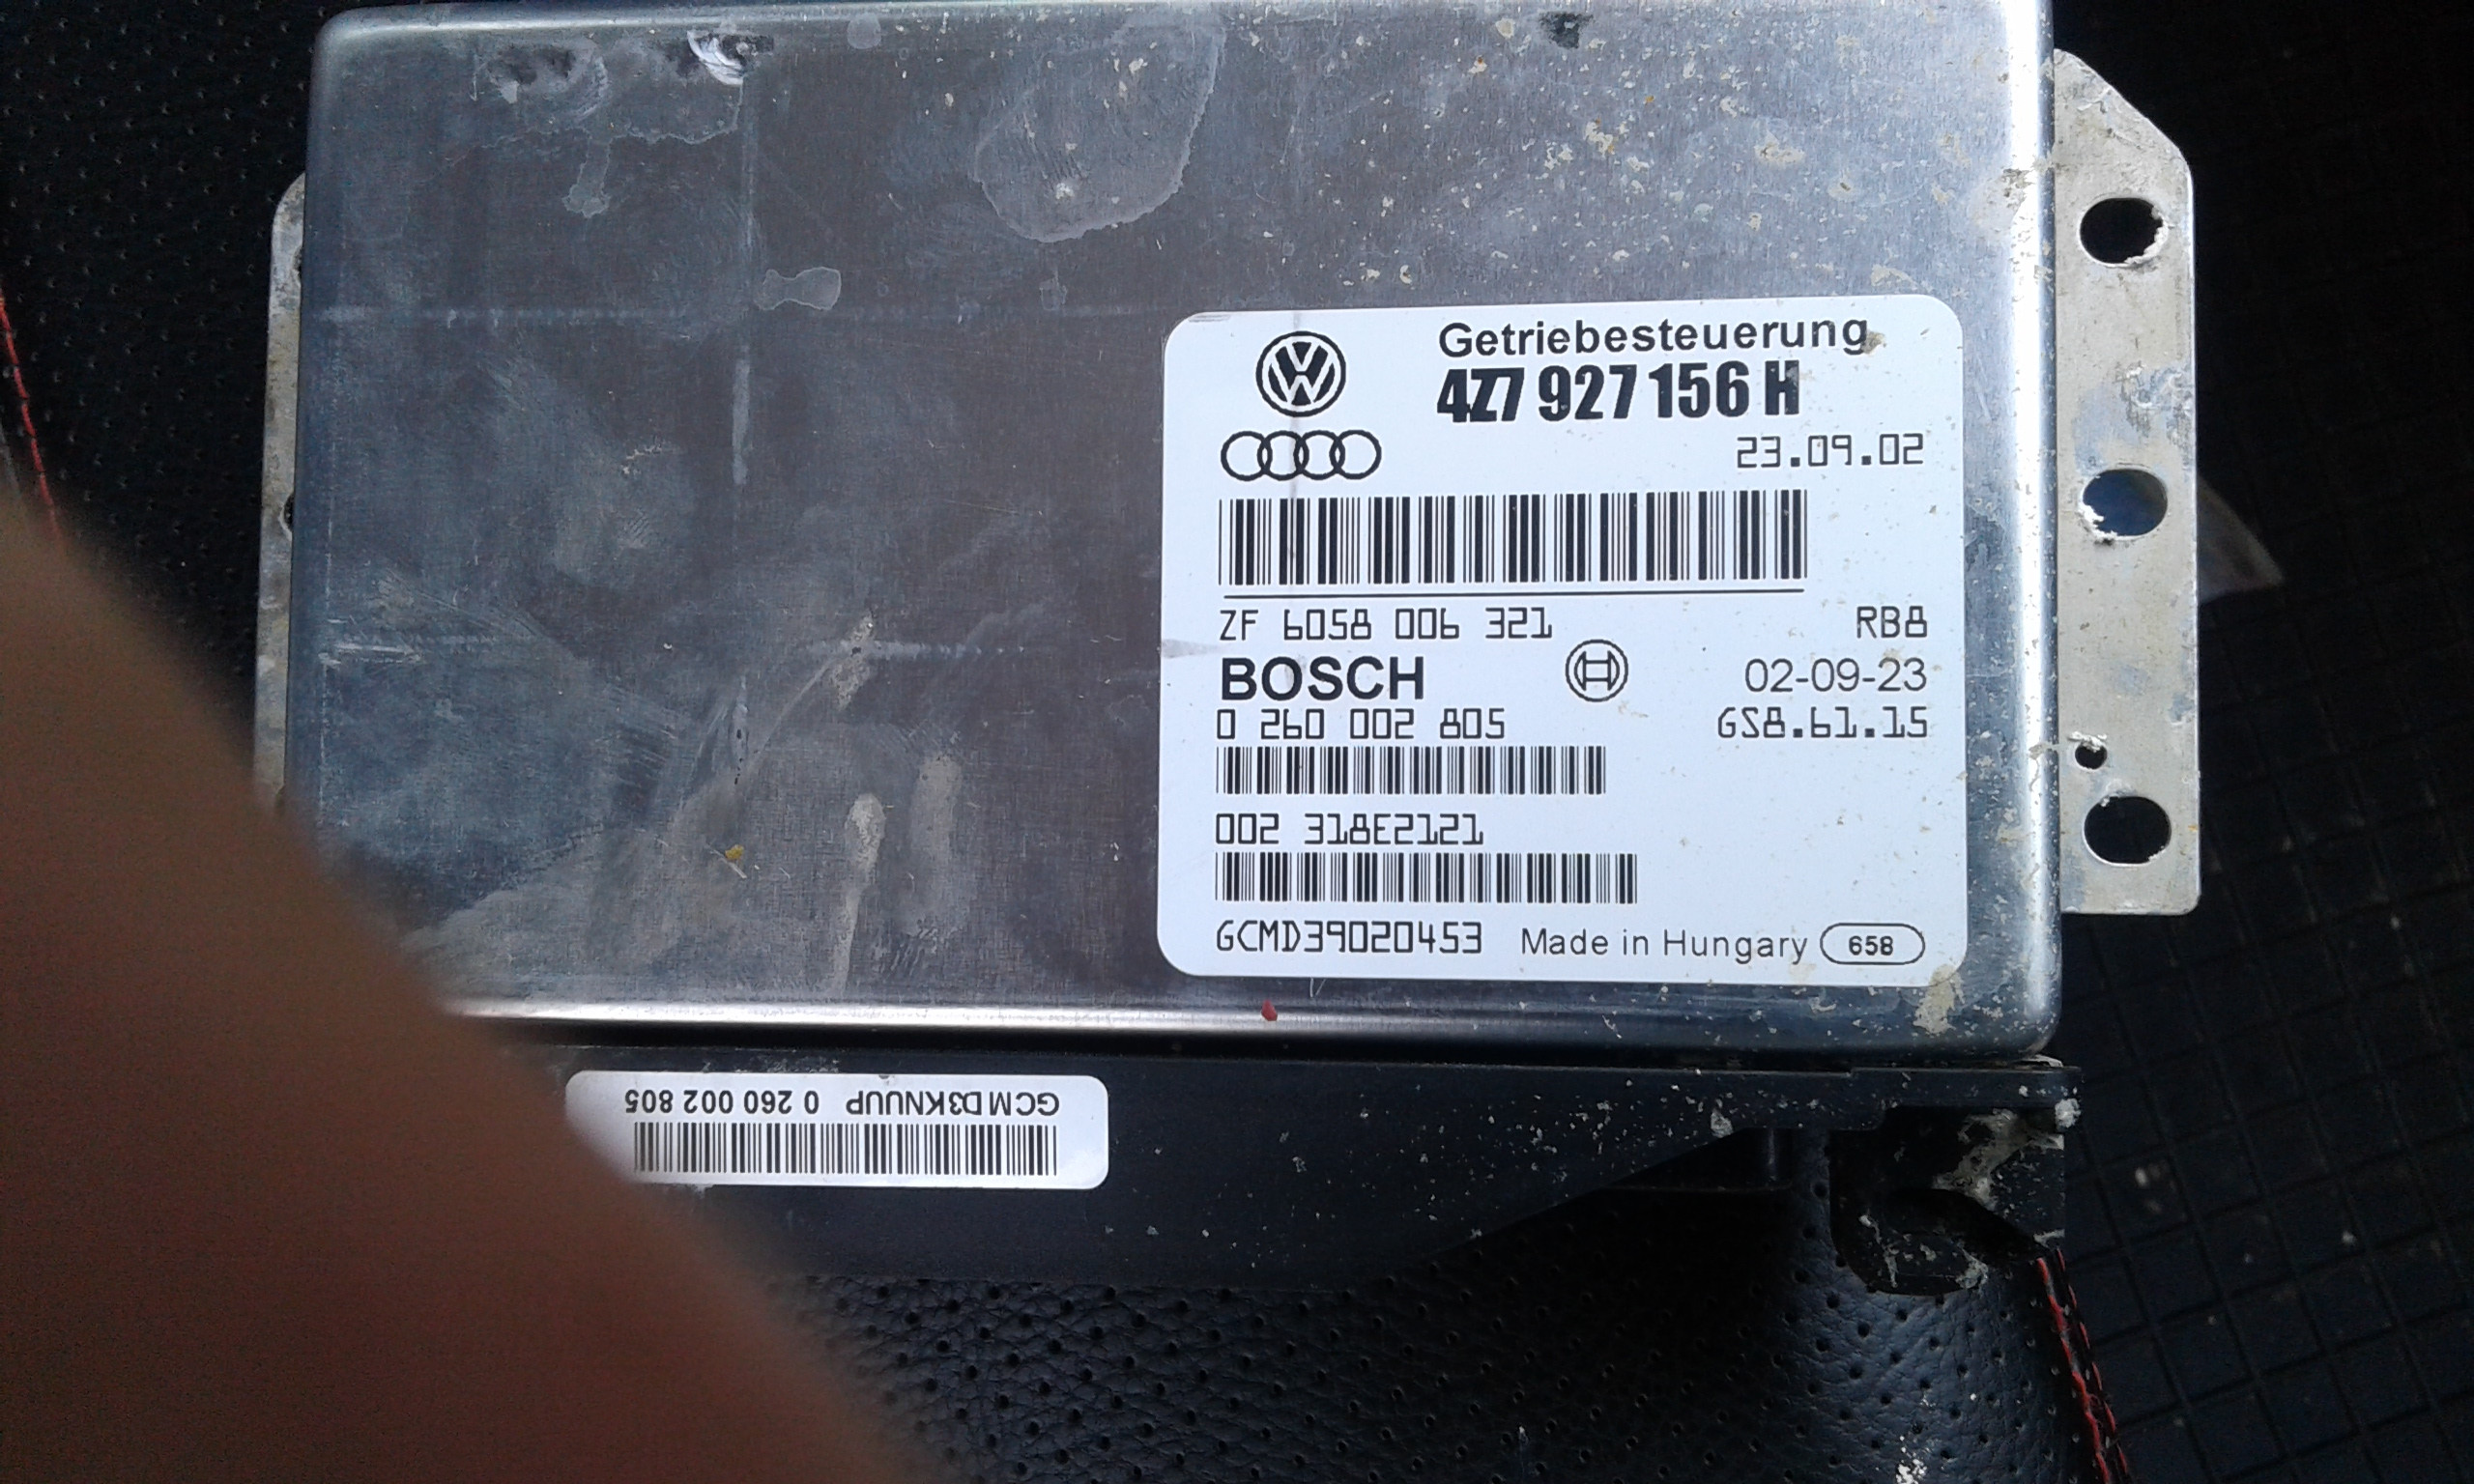 Getriebesteuerung
4Z7 927 156 H
23.09.02
ZF 6058 006 321 RB8
BOSCH 02-09-23
0 260 002 805 GS8.61.15
002 318E2121
GCMD39020453 Made in Hungary 658
GCM D3KNUUP 0 260 002 805